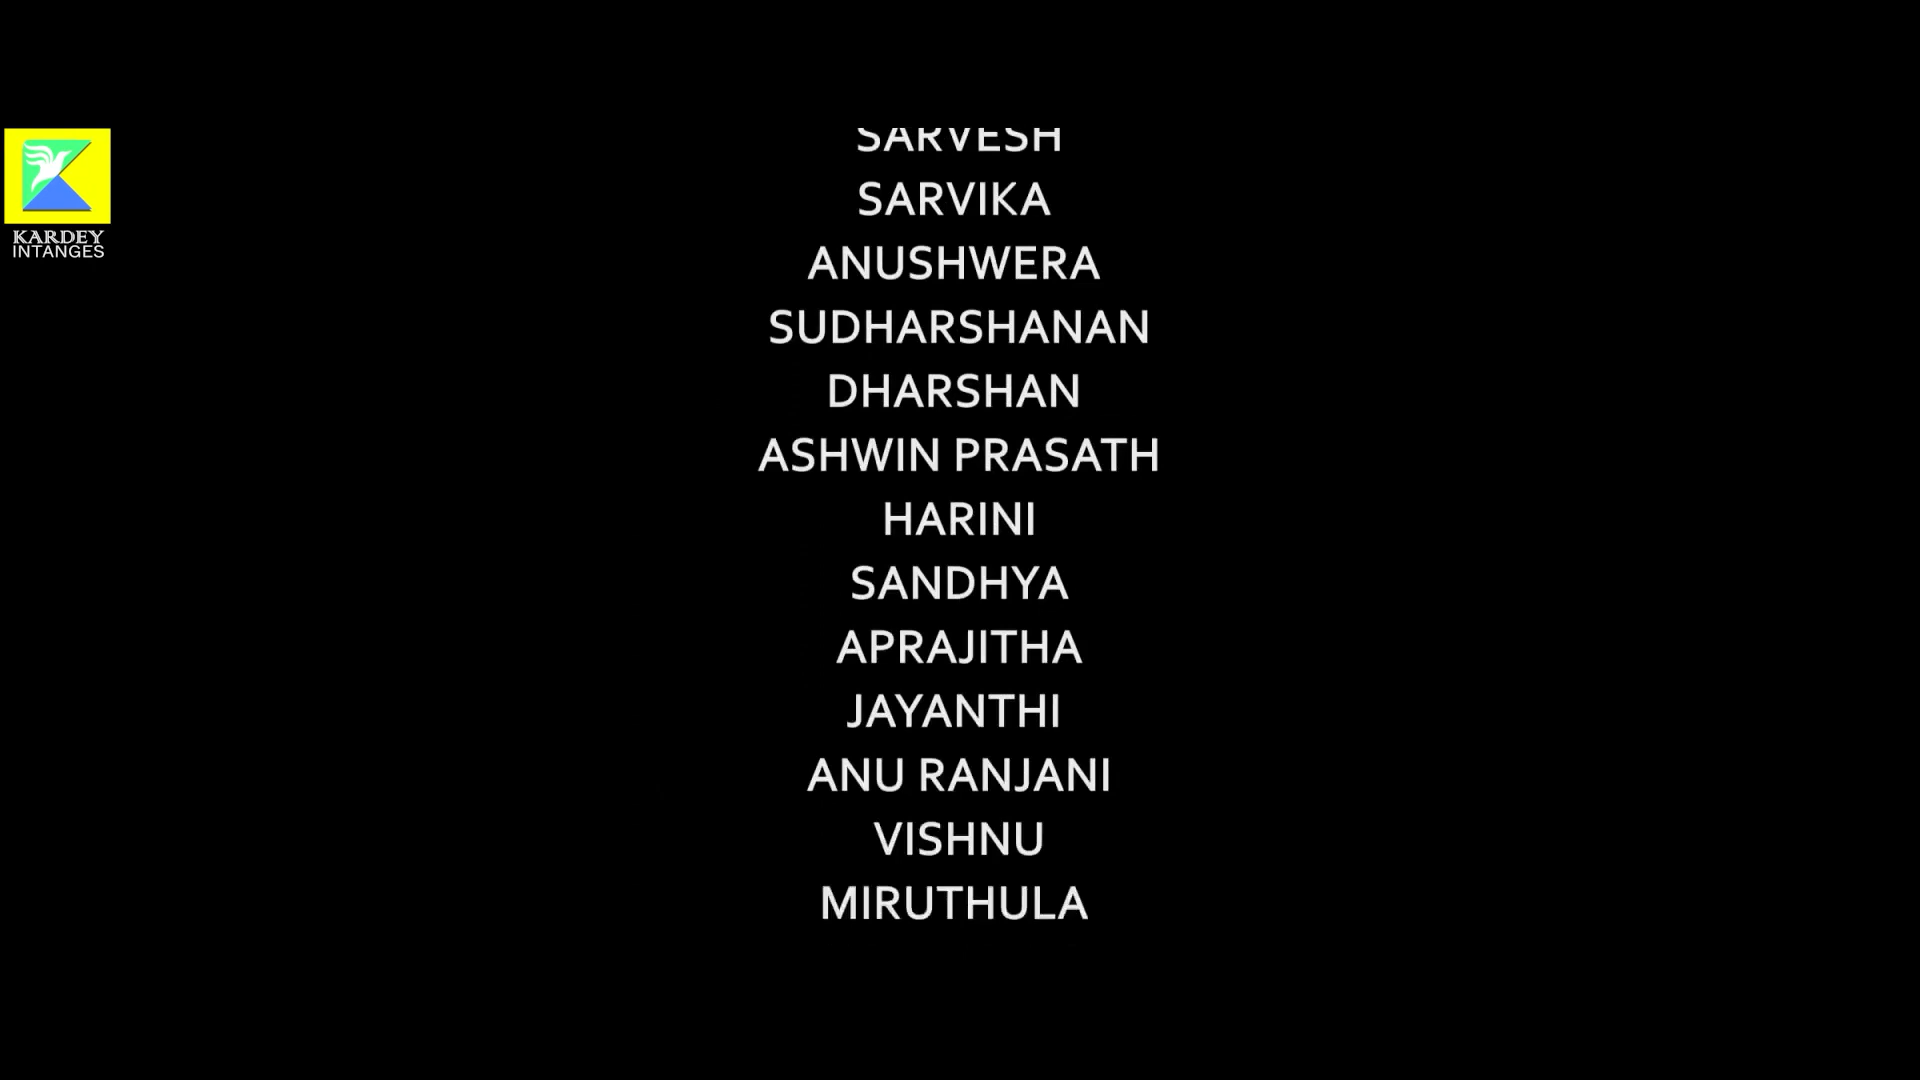 SARVESH
KARDEY
INTANGES
SARVIKA
ANUSHWERA
SUDHARSHANAN
DHARSHAN
ASHWIN PRASATH
HARINI
SANDHYA
APRAJITHA
JAYANTHI
ANU RANJANI
VISHNU
MIRUTHULA